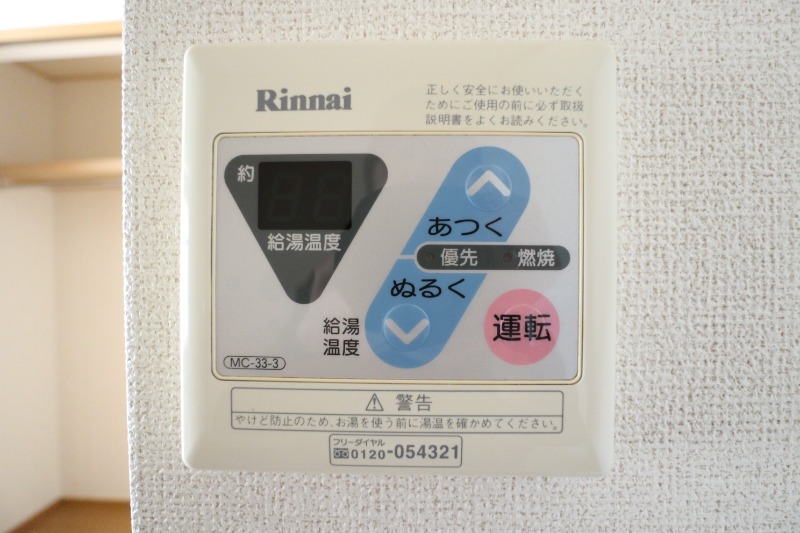 Rinnai
正しく安全にお使いいただく
ためにご使用の前に必ず取扱
説明書をよくお読みください。
約
給湯温度
あつく
優先 燃焼
ぬるく
給湯
温度
運転
MC-33-3
⚠ 警告
やけど防止のため、お湯を使う前に湯温を確かめてください。
フリーダイヤル
0120-054321